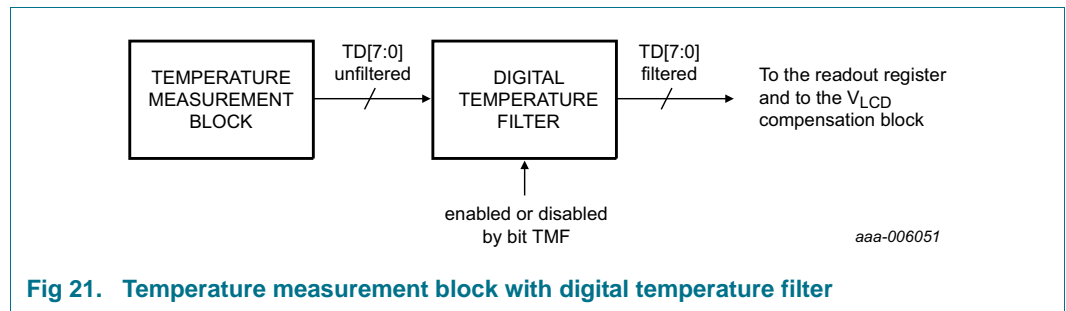 TEMPERATURE
MEASUREMENT
BLOCK
TD[7:0]
unfiltered
DIGITAL
TEMPERATURE
FILTER
TD[7:0]
filtered
To the readout register
and to the VLCD
compensation block
enabled or disabled
by bit TMF
aaa-006051
Fig 21. Temperature measurement block with digital temperature filter